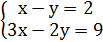 x − y = 2
3x − 2y = 9